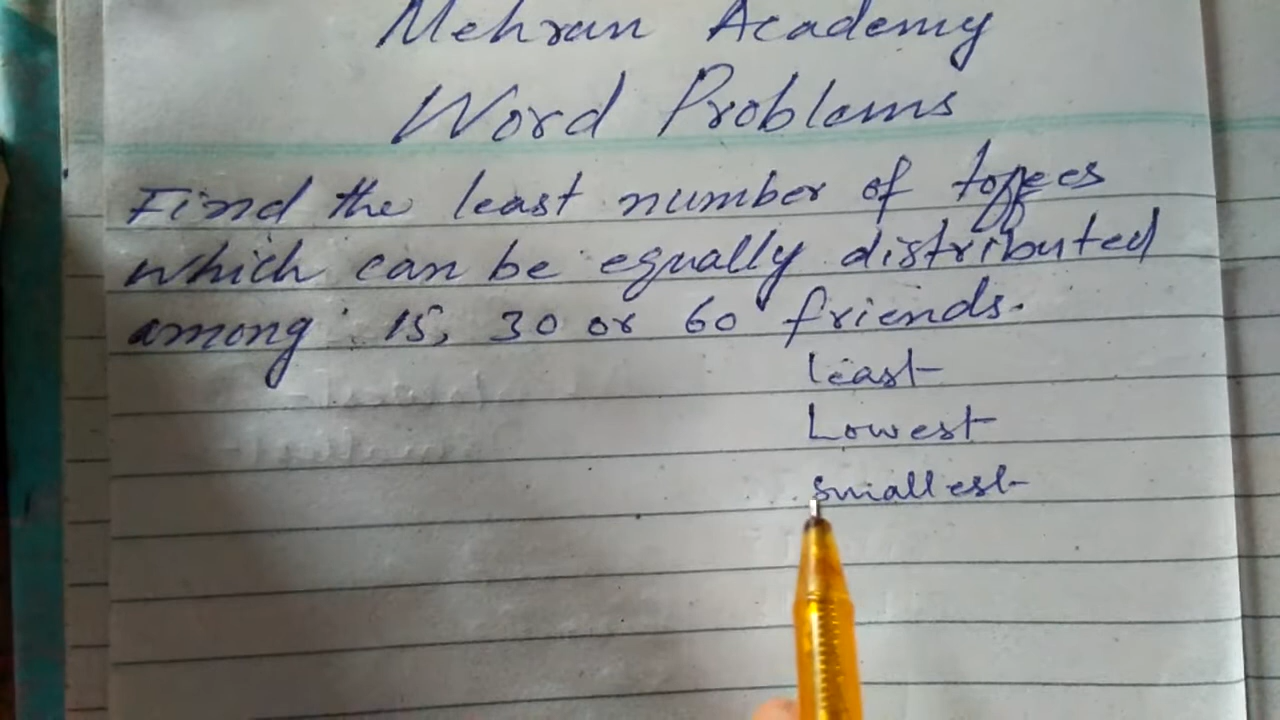 Mehran Academy
Word Problems
Find the least number of toffees
which can be equally distributed
among 15, 30 or 60 friends.
least
Lowest
smallest